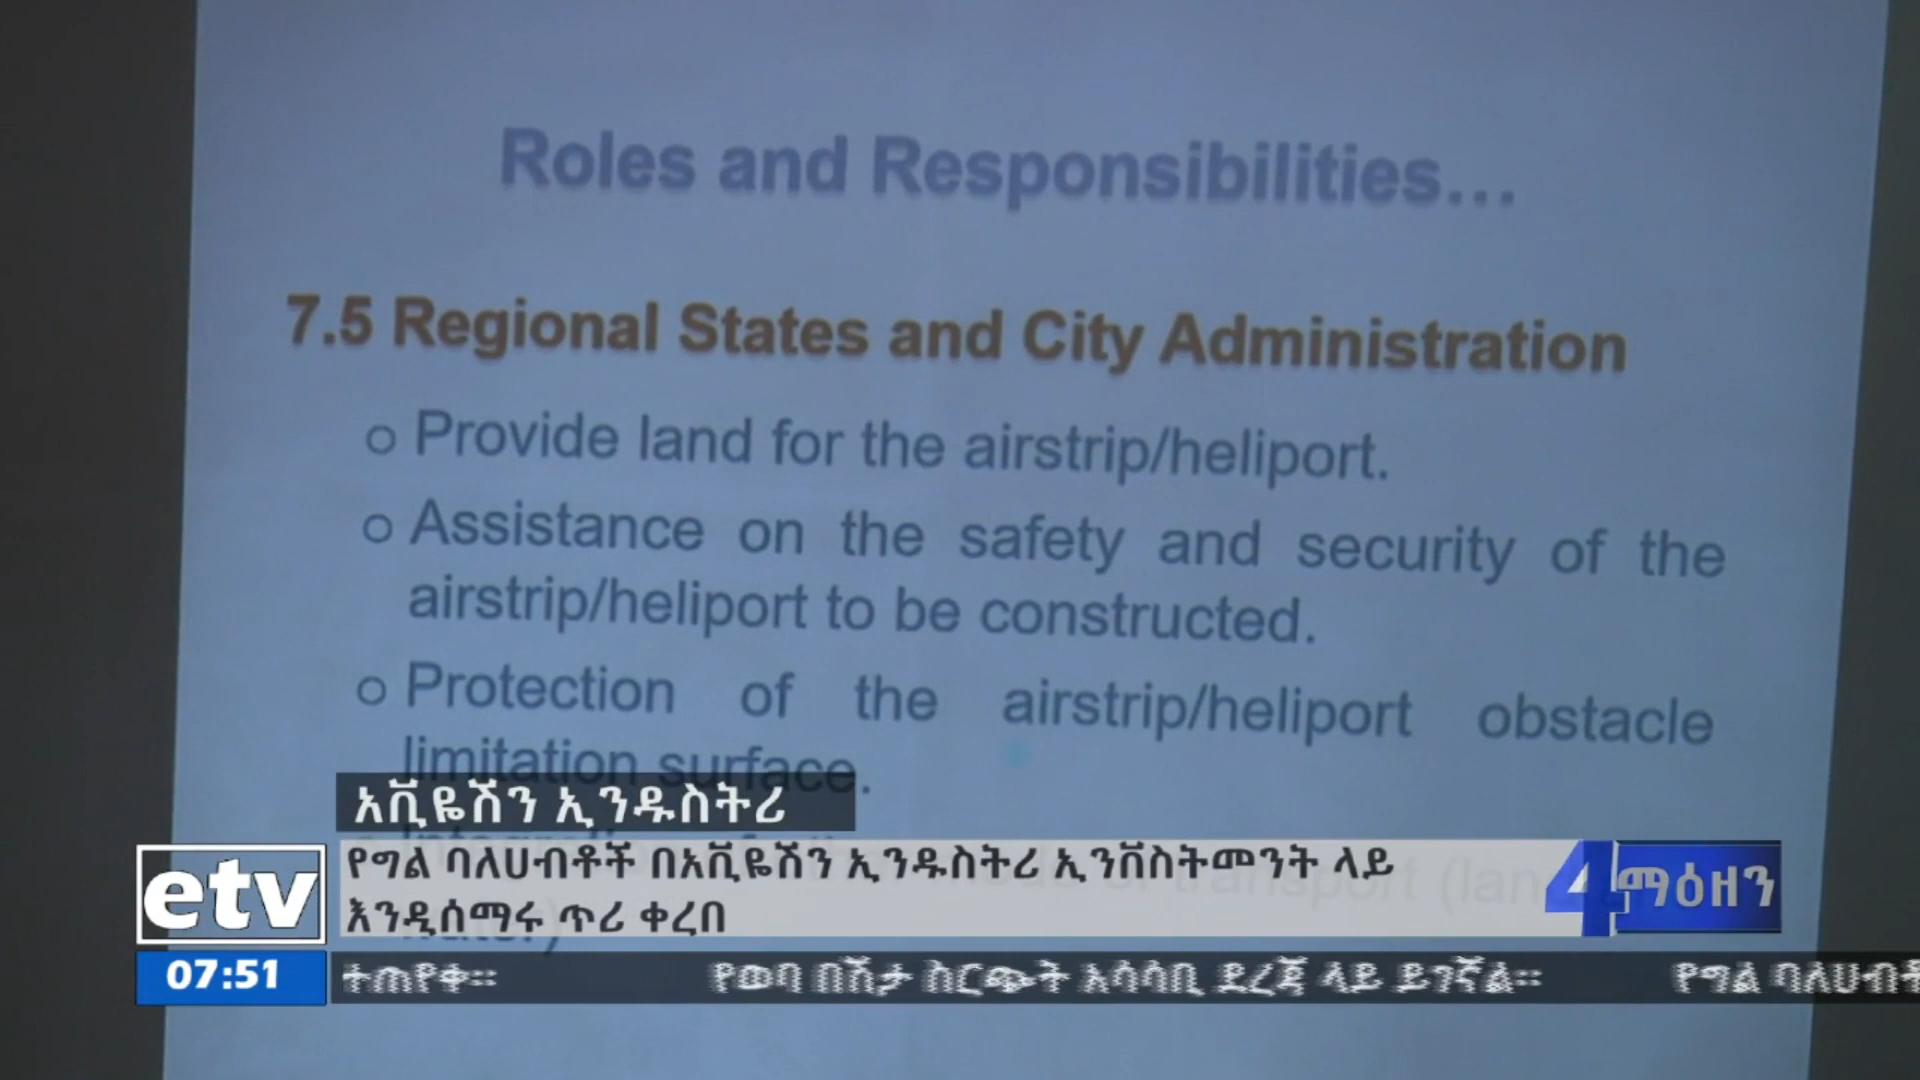 Roles and Responsibilities...
7.5 Regional States and City Administration
o Provide land for the airstrip/heliport.
o Assistance on the safety and security of the
airstrip/heliport to be constructed.
o Protection of the airstrip/heliport obstacle
limitation surface.
አቪዬሽን ኢንዱስትሪ
የግል ባለሀብቶች በአቪዬሽን ኢንዱስትሪ ኢንቨስትመንት ላይ
እንዲሰማሩ ጥሪ ቀረበ
etv
4 ማዕዘን
07:51
ተጠየቀ። የወባ በሽታ ስርጭት አሳሳቢ ደረጃ ላይ ይገኛል። የግል